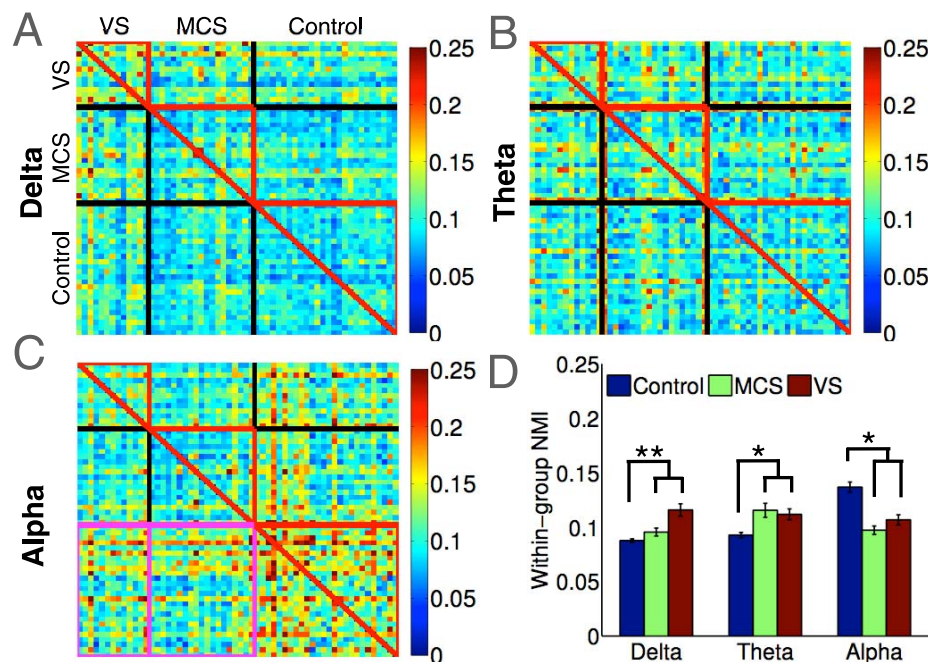 A
VS MCS Control
VS
MCS
Control
Delta
0.25
0.2
0.15
0.1
0.05
0
B
Theta
0.25
0.2
0.15
0.1
0.05
0
C
Alpha
0.25
0.2
0.15
0.1
0.05
0
D
Within-group NMI
0.25
0.2
0.15
0.1
0.05
0
Control MCS VS
** * *
Delta Theta Alpha